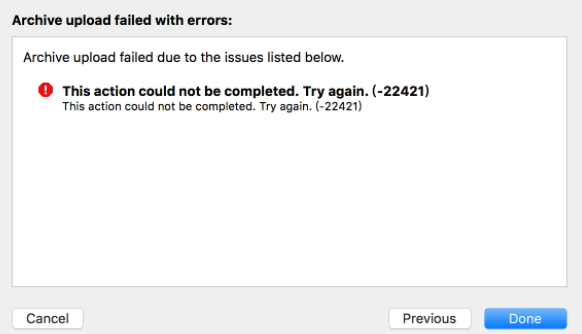 Archive upload failed with errors:
Archive upload failed due to the issues listed below.
This action could not be completed. Try again. (-22421)
This action could not be completed. Try again. (-22421)
Cancel
Previous
Done